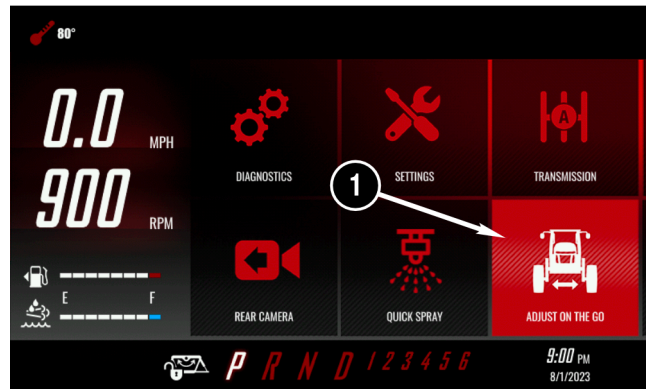 80°
0.0 MPH
900 RPM
E F
DIAGNOSTICS
SETTINGS
TRANSMISSION
A
1
REAR CAMERA
QUICK SPRAY
ADJUST ON THE GO
P R N D 1 2 3 4 5 6
9:00 PM
8/1/2023